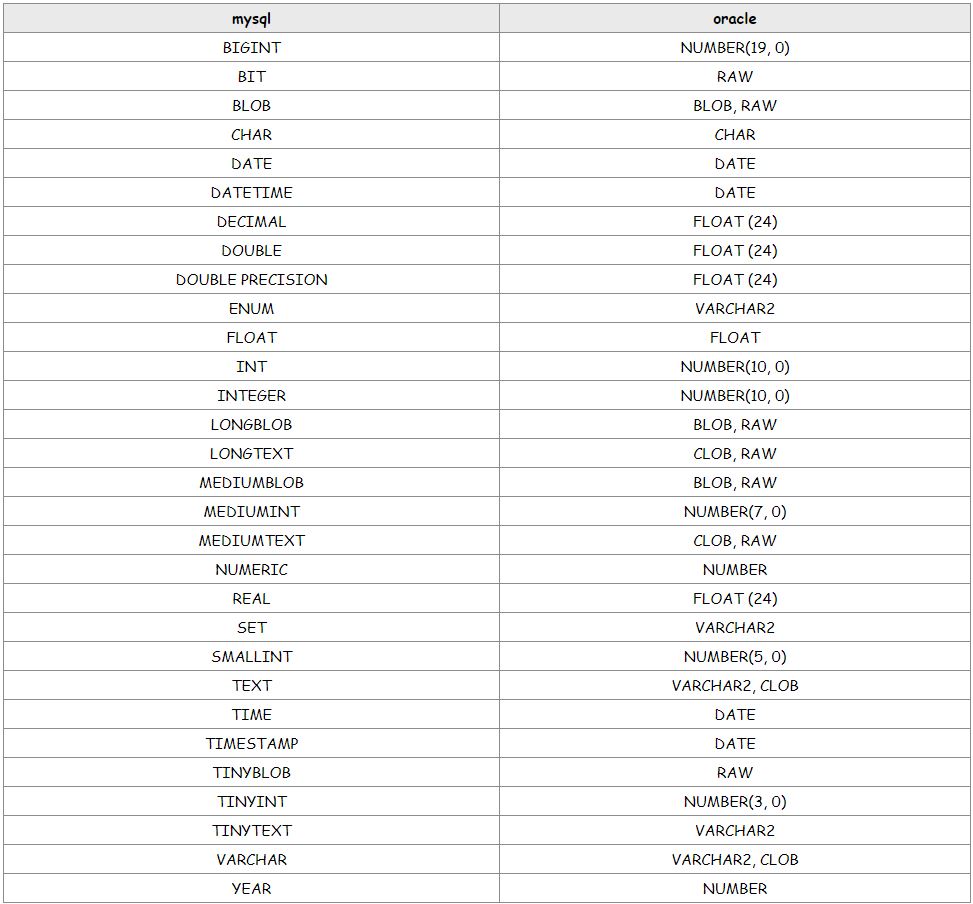 mysql oracle
BIGINT NUMBER(19, 0)
BIT RAW
BLOB BLOB, RAW
CHAR CHAR
DATE DATE
DATETIME DATE
DECIMAL FLOAT (24)
DOUBLE FLOAT (24)
DOUBLE PRECISION FLOAT (24)
ENUM VARCHAR2
FLOAT FLOAT
INT NUMBER(10, 0)
INTEGER NUMBER(10, 0)
LONGBLOB BLOB, RAW
LONGTEXT CLOB, RAW
MEDIUMBLOB BLOB, RAW
MEDIUMINT NUMBER(7, 0)
MEDIUMTEXT CLOB, RAW
NUMERIC NUMBER
REAL FLOAT (24)
SET VARCHAR2
SMALLINT NUMBER(5, 0)
TEXT VARCHAR2, CLOB
TIME DATE
TIMESTAMP DATE
TINYBLOB RAW
TINYINT NUMBER(3, 0)
TINYTEXT VARCHAR2
VARCHAR VARCHAR2, CLOB
YEAR NUMBER